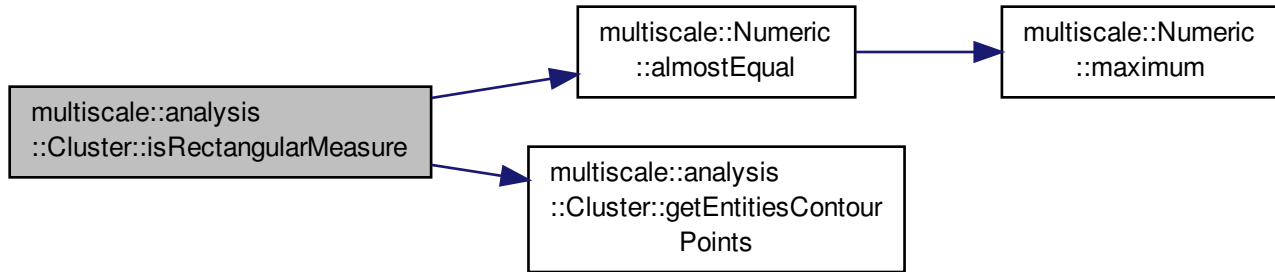 multiscale::analysis
::Cluster::isRectangularMeasure
multiscale::Numeric
::almostEqual
multiscale::Numeric
::maximum
multiscale::analysis
::Cluster::getEntitiesContour
Points